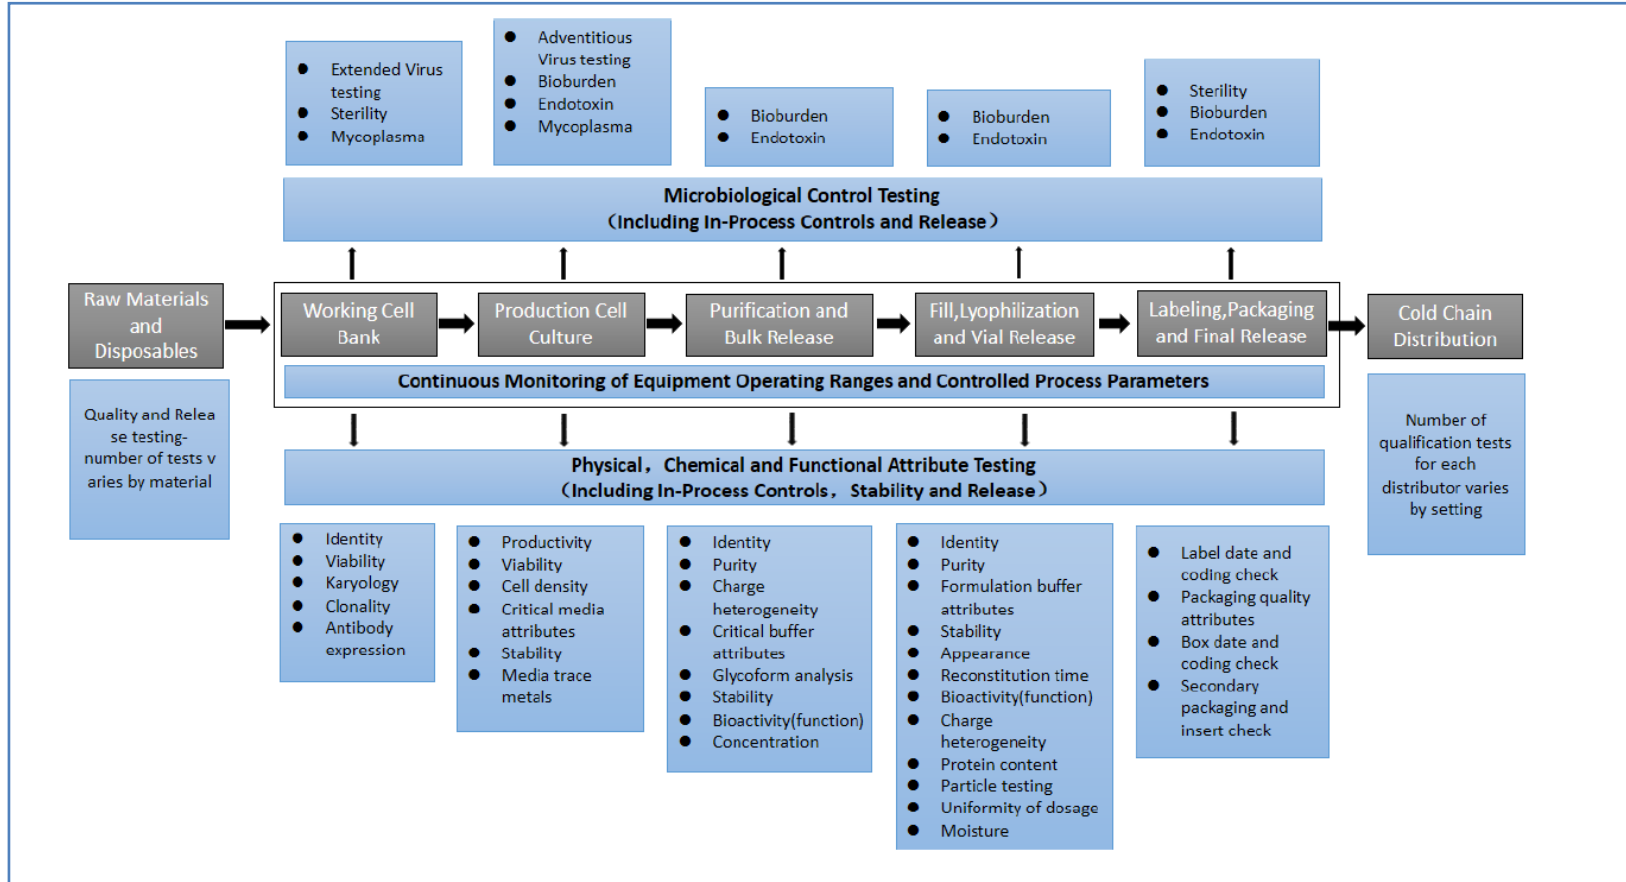 Extended Virus
testing
Sterility
Mycoplasma
Adventitious
Virus testing
Bioburden
Endotoxin
Mycoplasma
Bioburden
Endotoxin
Bioburden
Endotoxin
Sterility
Bioburden
Endotoxin
Microbiological Control Testing
（Including In-Process Controls and Release）
Raw Materials
and
Disposables
Working Cell
Bank
Production Cell
Culture
Purification and
Bulk Release
Fill,Lyophilization
and Vial Release
Labeling,Packaging
and Final Release
Cold Chain
Distribution
Continuous Monitoring of Equipment Operating Ranges and Controlled Process Parameters
Quality and Relea
se testing-
number of tests v
aries by material
Number of
qualification tests
for each
distributor varies
by setting
Physical，Chemical and Functional Attribute Testing
（Including In-Process Controls，Stability and Release）
Identity
Viability
Karyology
Clonality
Antibody
expression
Productivity
Viability
Cell density
Critical media
attributes
Stability
Media trace
metals
Identity
Purity
Charge
heterogeneity
Critical buffer
attributes
Glycoform analysis
Stability
Bioactivity(function)
Concentration
Identity
Purity
Formulation buffer
attributes
Stability
Appearance
Reconstitution time
Bioactivity(function)
Charge
heterogeneity
Protein content
Particle testing
Uniformity of dosage
Moisture
Label date and
coding check
Packaging quality
attributes
Box date and
coding check
Secondary
packaging and
insert check